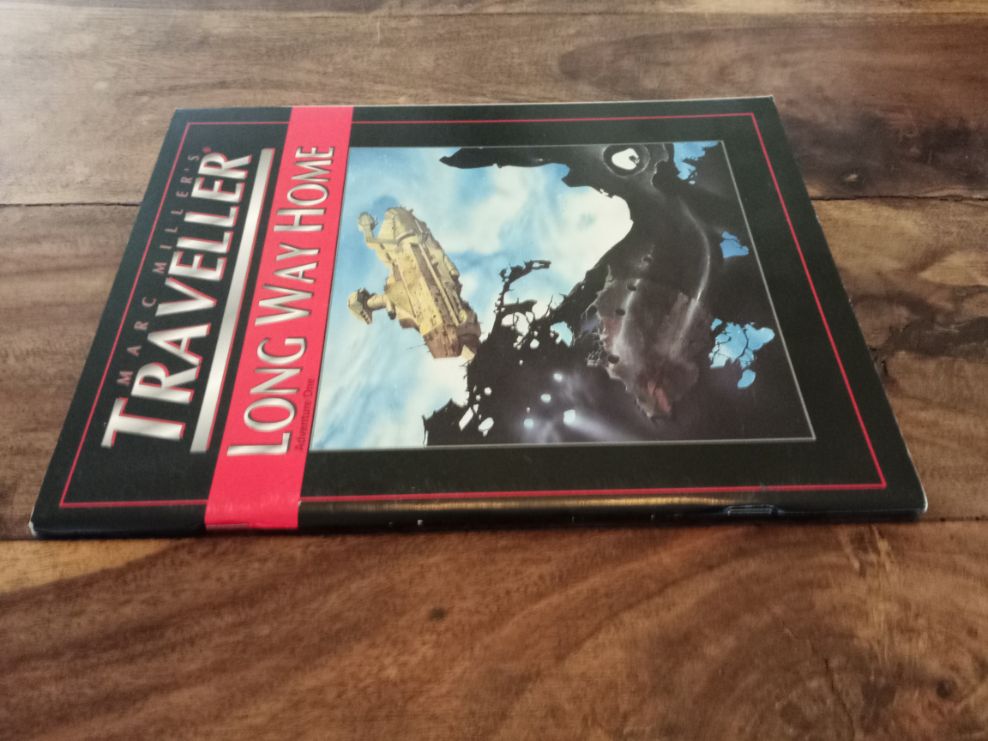 MARC MILLER'S
TRAVELLER®
LONG WAY HOME
Adventure One